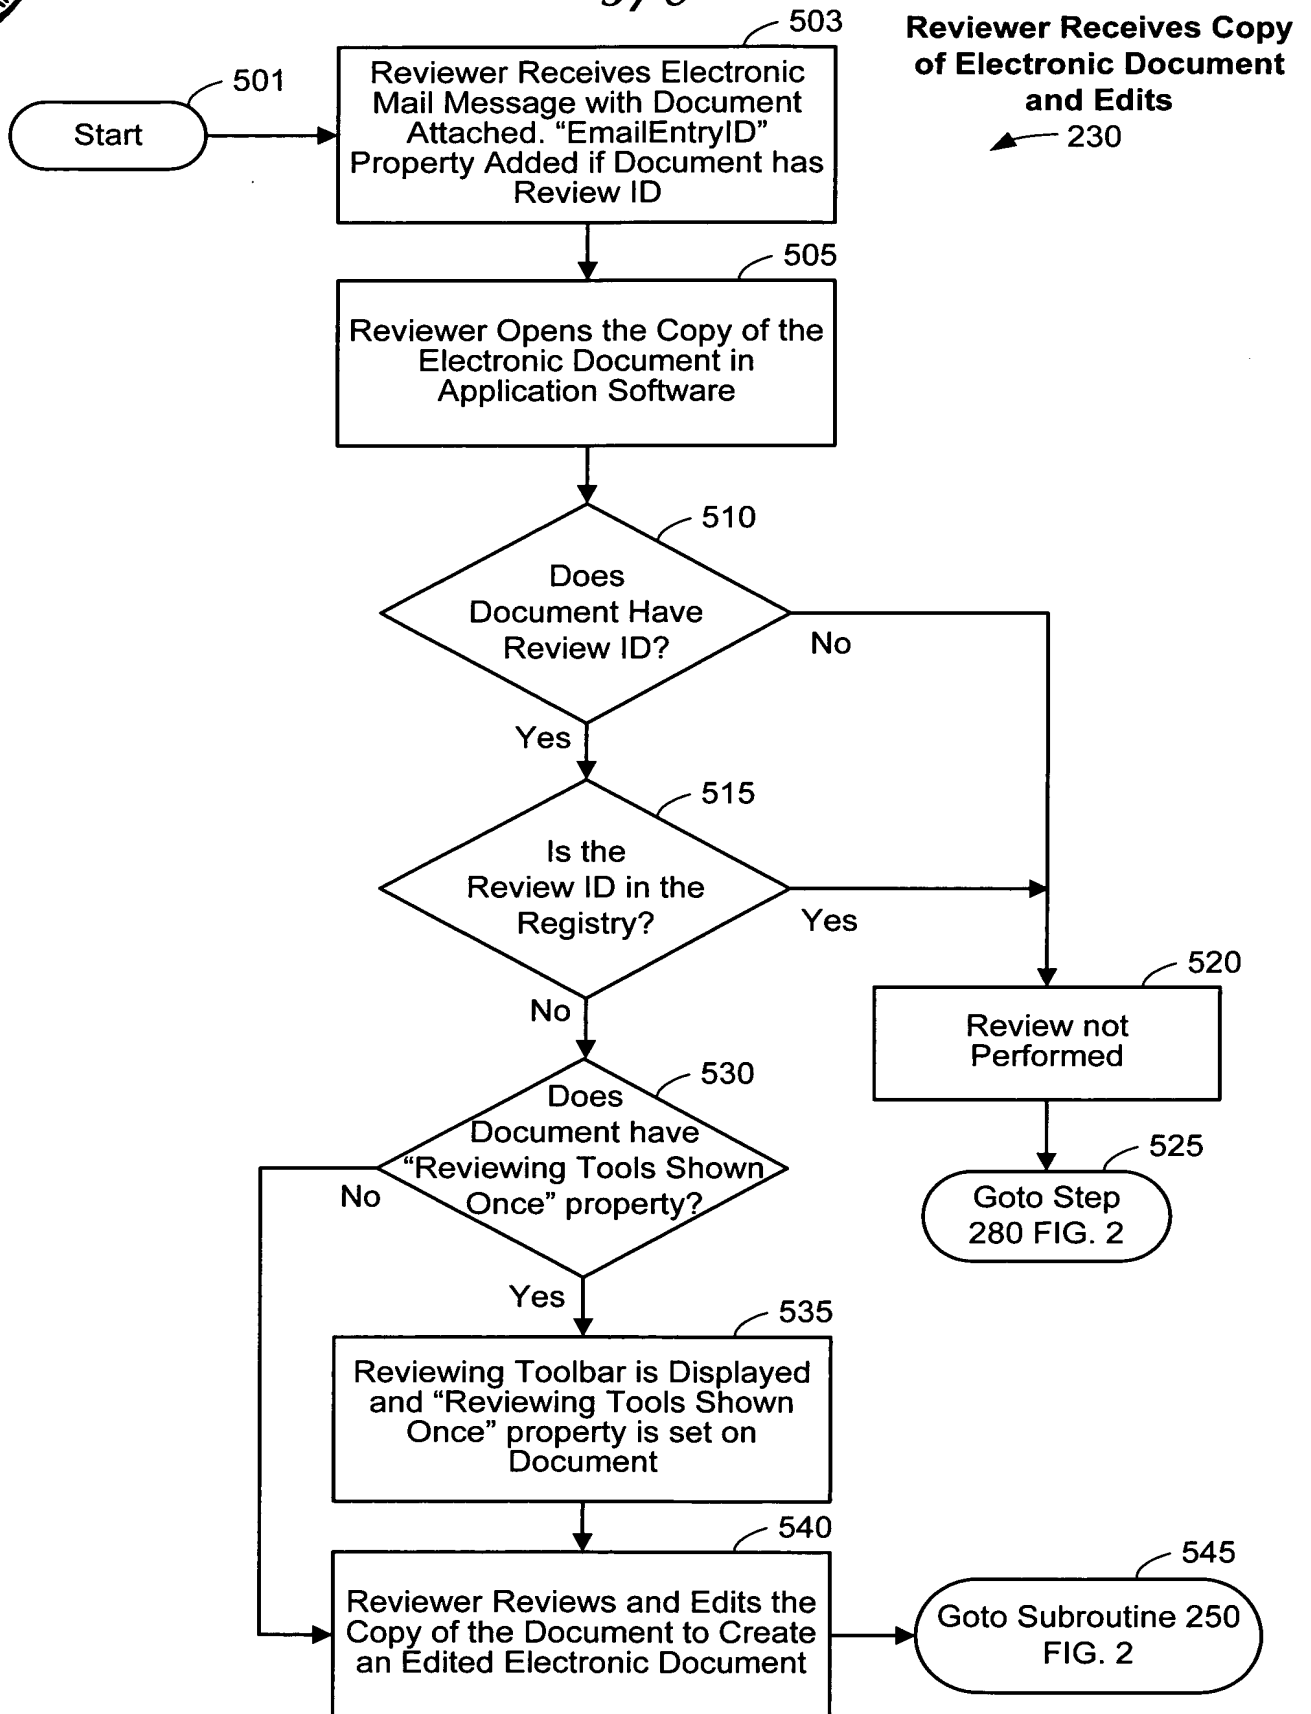 503
Reviewer Receives Copy
of Electronic Document
and Edits
230
501
Start
Reviewer Receives Electronic
Mail Message with Document
Attached. “EmailEntryID”
Property Added if Document has
Review ID
505
Reviewer Opens the Copy of the
Electronic Document in
Application Software
510
Does
Document Have
Review ID?
No
Yes
515
Is the
Review ID in the
Registry?
Yes
No
520
Review not
Performed
525
Goto Step
280 FIG. 2
530
Does
Document have
“Reviewing Tools Shown
Once” property?
No
Yes
535
Reviewing Toolbar is Displayed
and “Reviewing Tools Shown
Once” property is set on
Document
540
Reviewer Reviews and Edits the
Copy of the Document to Create
an Edited Electronic Document
545
Goto Subroutine 250
FIG. 2